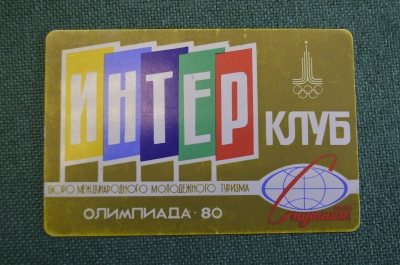 ИНТЕР
КЛУБ
БЮРО МЕЖДУНАРОДНОГО МОЛОДЕЖНОГО ТУРИЗМА
Спутник
ОЛИМПИАДА · 80